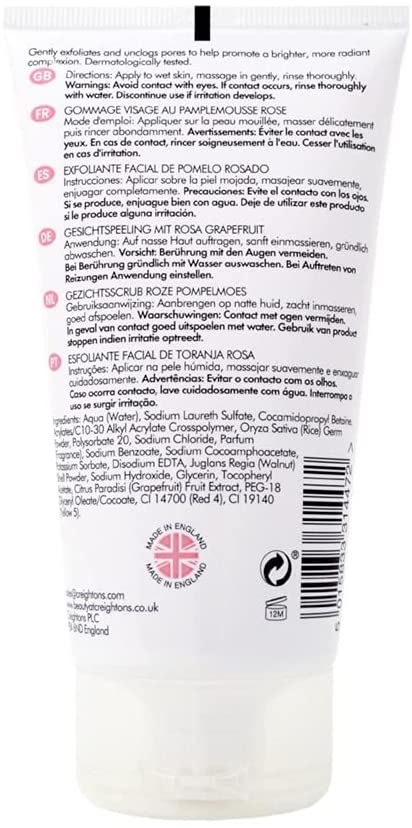 Gently exfoliates and unclogs pores to help promote a brighter, more radiant
complexion. Dermatologically tested.
GB Directions: Apply to wet skin, massage in gently, rinse thoroughly.
Warnings: Avoid contact with eyes. If contact occurs, rinse thoroughly
with water. Discontinue use if irritation develops.
FR GOMMAGE VISAGE AU PAMPLEMOUSSE ROSE
Mode d'emploi: Appliquer sur la peau mouillée, masser délicatement
puis rincer abondamment. Avertissements: Éviter le contact avec les
yeux. En cas de contact, rincer soigneusement à l'eau. Cesser l'utilisation
en cas d'irritation.
ES EXFOLIANTE FACIAL DE POMELO ROSADO
Instrucciones: Aplicar sobre la piel mojada, masajear suavemente,
enjuagar completamente. Precauciones: Evite el contacto con los ojos.
Si se produce, enjuague bien con agua. Deje de utilizar este producto
si le produce alguna irritación.
DE GESICHTSPEELING MIT ROSA GRAPEFRUIT
Anwendung: Auf nasse Haut auftragen, sanft einmassieren, gründlich
abwaschen. Vorsicht: Berührung mit den Augen vermeiden.
Bei Berührung gründlich mit Wasser auswaschen. Bei Auftreten von
Reizungen Anwendung einstellen.
NL GEZICHTSSCRUB ROZE POMPELMOES
Gebruiksaanwijzing: Aanbrengen op natte huid, zacht inmasseren,
goed afspoelen. Waarschuwingen: Contact met ogen vermijden.
In geval van contact goed uitspoelen met water. Gebruik van product
stoppen indien irritatie optreedt.
PT ESFOLIANTE FACIAL DE TORANJA ROSA
Instruções: Aplicar na pele húmida, massajar suavemente e enxaguar
cuidadosamente. Advertências: Evitar o contacto com os olhos.
Caso ocorra contacto, lave cuidadosamente com água. Interrompa o
uso se surgir irritação.
Ingredients: Aqua (Water), Sodium Laureth Sulfate, Cocamidopropyl Betaine,
Acrylates/C10-30 Alkyl Acrylate Crosspolymer, Oryza Sativa (Rice) Germ
Powder, Polysorbate 20, Sodium Chloride, Parfum
(Fragrance), Sodium Benzoate, Sodium Cocoamphoacetate,
Potassium Sorbate, Disodium EDTA, Juglans Regia (Walnut)
Shell Powder, Sodium Hydroxide, Glycerin, Tocopheryl
Acetate, Citrus Paradisi (Grapefruit) Fruit Extract, PEG-18
Glyceryl Oleate/Cocoate, CI 14700 (Red 4), CI 19140
(Yellow 5).
MADE IN ENGLAND
MADE IN ENGLAND
®
12M
@creightons.com
www.beautyatcreightons.co.uk
Creightons PLC
England